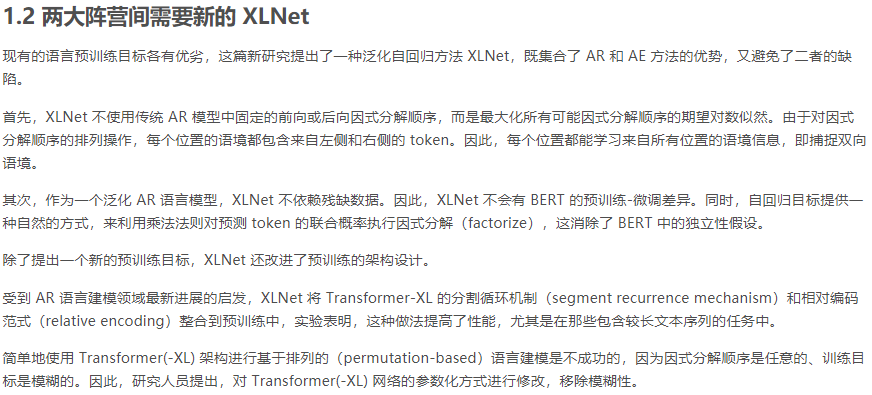 1.2 两大阵营间需要新的 XLNet
现有的语言预训练目标各有优劣，这篇新研究提出了一种泛化自回归方法 XLNet，既集合了 AR 和 AE 方法的优势，又避免了二者的缺
陷。
首先，XLNet 不使用传统 AR 模型中固定的前向或后向因式分解顺序，而是最大化所有可能因式分解顺序的期望对数似然。由于对因式
分解顺序的排列操作，每个位置的语境都包含来自左侧和右侧的 token。因此，每个位置都能学习来自所有位置的语境信息，即捕捉双向
语境。
其次，作为一个泛化 AR 语言模型，XLNet 不依赖残缺数据。因此，XLNet 不会有 BERT 的预训练-微调差异。同时，自回归目标提供一
种自然的方式，来利用乘法法则对预测 token 的联合概率执行因式分解（factorize），这消除了 BERT 中的独立性假设。
除了提出一个新的预训练目标，XLNet 还改进了预训练的架构设计。
受到 AR 语言建模领域最新进展的启发，XLNet 将 Transformer-XL 的分割循环机制（segment recurrence mechanism）和相对编码
范式（relative encoding）整合到预训练中，实验表明，这种做法提高了性能，尤其是在那些包含较长文本序列的任务中。
简单地使用 Transformer(-XL) 架构进行基于排列的（permutation-based）语言建模是不成功的，因为因式分解顺序是任意的、训练目
标是模糊的。因此，研究人员提出，对 Transformer(-XL) 网络的参数化方式进行修改，移除模糊性。